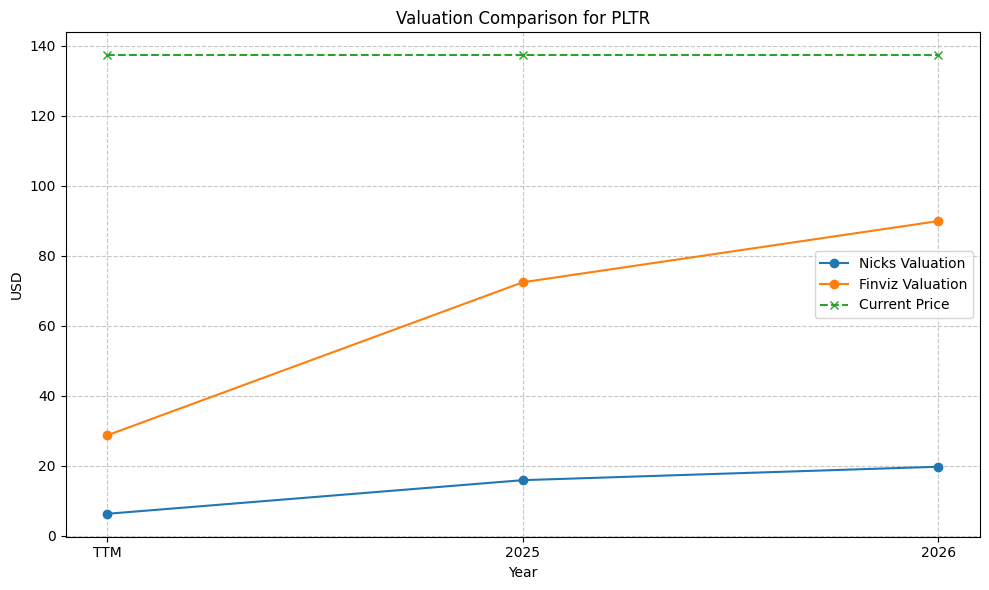 Valuation Comparison for PLTR
USD
140
120
100
80
60
40
20
0
Nicks Valuation
Finviz Valuation
Current Price
TTM
2025
2026
Year